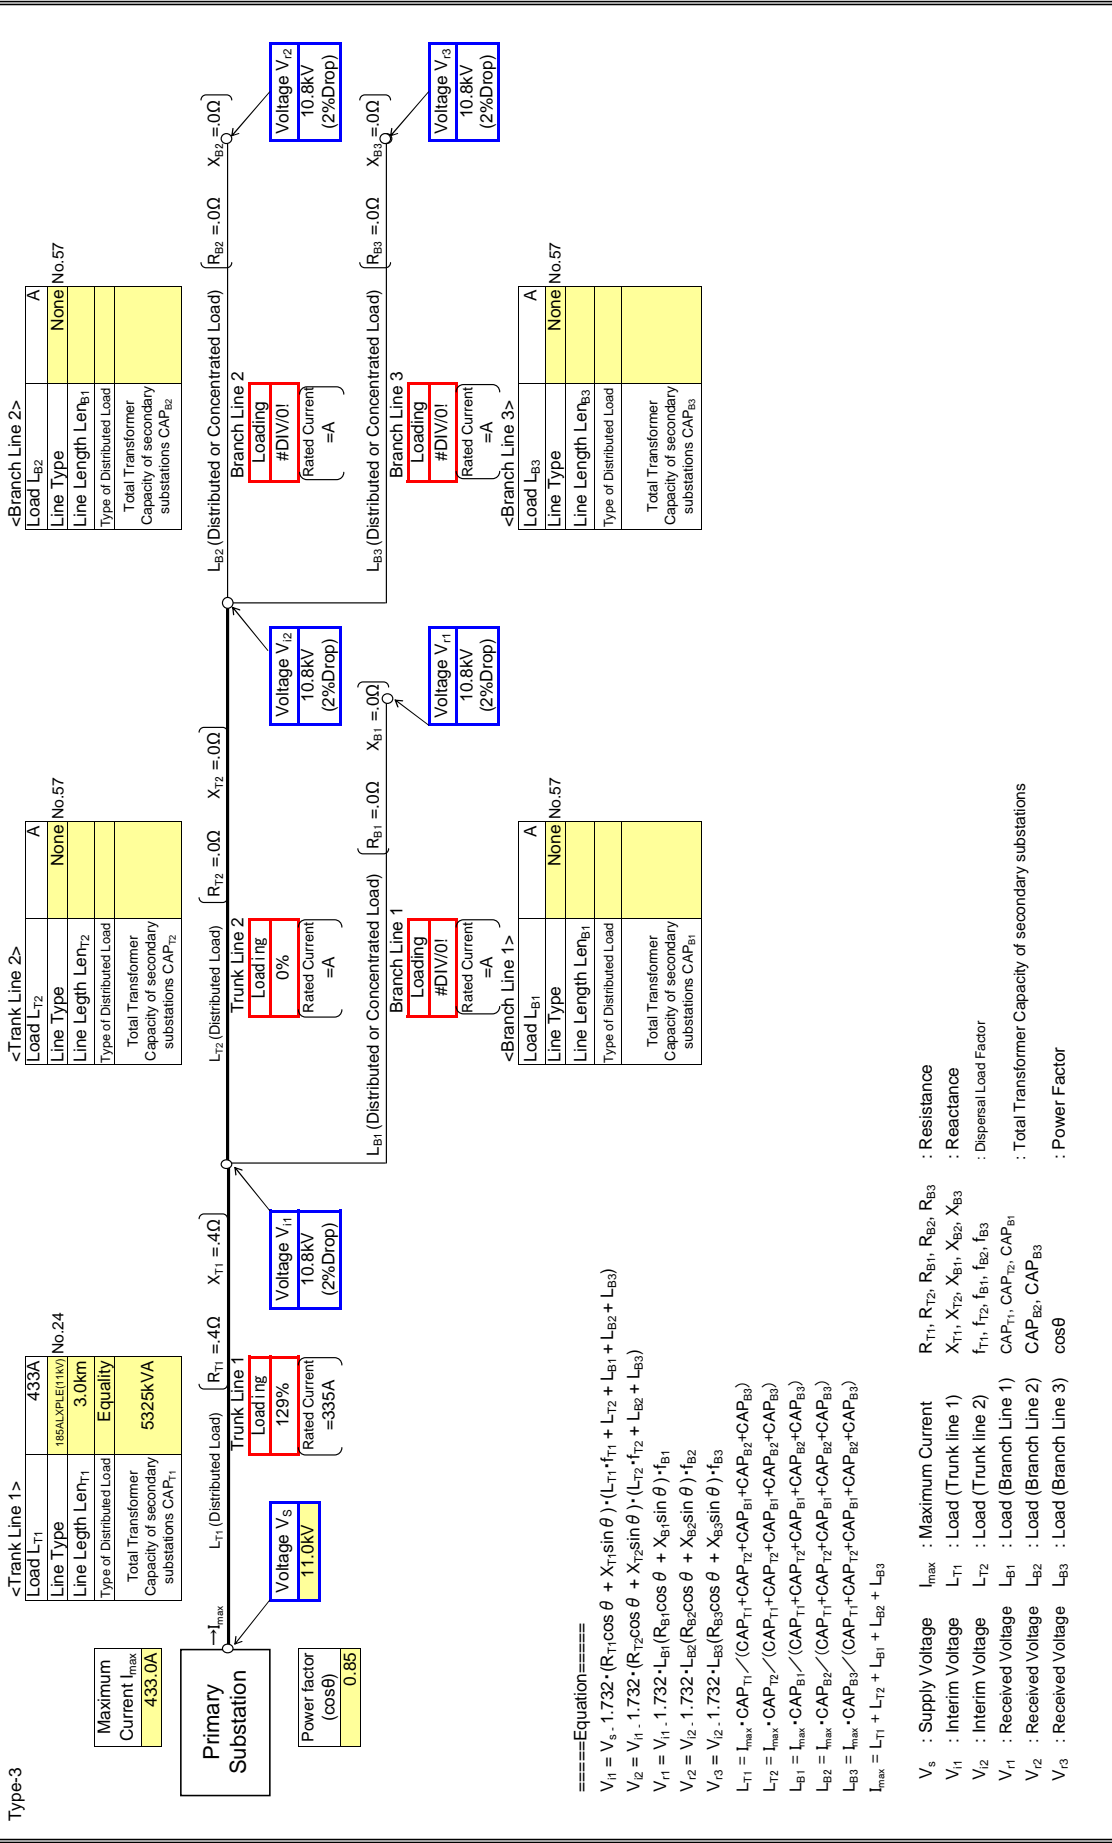 Type-3
<Trank Line 1>
Load LT1 433A
Line Type 185ALXPLE(11kV) No.24
Line Legth LenT1 3.0km
Type of Distributed Load Equality
Total Transformer
Capacity of secondary
substations CAPT1
5325kVA
<Trank Line 2>
Load LT2 A
Line Type None No.57
Line Length LenT2
Type of Distributed Load
Total Transformer
Capacity of secondary
substations CAPT2
<Branch Line 2>
Load LB2 A
Line Type None No.57
Line Length LenB1
Type of Distributed Load
Total Transformer
Capacity of secondary
substations CAPB2
Maximum
Current Imax
433.0A
Primary
Substation
→Imax
Power factor
(cosθ)
0.85
Voltage VS
11.0kV
LT1 (Distributed Load) RT1 =.4Ω XT1 =.4Ω
Trunk Line 1
Loading
129%
Rated Current
=335A
Voltage Vi1
10.8kV
(2%Drop)
LT2 (Distributed Load) RT2 =.0Ω XT2 =.0Ω
Trunk Line 2
Loading
0%
Rated Current
=A
Voltage Vi2
10.8kV
(2%Drop)
LB2 (Distributed or Concentrated Load) RB2 =.0Ω XB2 =.0Ω
Branch Line 2
Loading
#DIV/0!
Rated Current
=A
Voltage Vr2
10.8kV
(2%Drop)
LB1 (Distributed or Concentrated Load) RB1 =.0Ω XB1 =.0Ω
Branch Line 1
Loading
#DIV/0!
Rated Current
=A
Voltage Vr1
10.8kV
(2%Drop)
LB3 (Distributed or Concentrated Load) RB3 =.0Ω XB3 =.0Ω
Branch Line 3
Loading
#DIV/0!
Rated Current
=A
Voltage Vr3
10.8kV
(2%Drop)
<Branch Line 1>
Load LB1 A
Line Type None No.57
Line Length LenB1
Type of Distributed Load
Total Transformer
Capacity of secondary
substations CAPB1
<Branch Line 3>
Load LB3 A
Line Type None No.57
Line Length LenB3
Type of Distributed Load
Total Transformer
Capacity of secondary
substations CAPB3
=====Equation=====
Vi1 = Vs - 1.732・(RT1cos θ + XT1sin θ)・(LT1・fT1 + LT2 + LB1 + LB2 + LB3)
Vi2 = Vi1 - 1.732・(RT2cos θ + XT2sin θ)・(LT2・fT2 + LB2 + LB3)
Vr1 = Vi1 - 1.732・LB1(RB1cos θ + XB1sin θ)・fB1
Vr2 = Vi2 - 1.732・LB2(RB2cos θ + XB2sin θ)・fB2
Vr3 = Vi2 - 1.732・LB3(RB3cos θ + XB3sin θ)・fB3
LT1 = Imax・CAPT1／(CAPT1+CAPT2+CAPB1+CAPB2+CAPB3)
LT2 = Imax・CAPT2／(CAPT1+CAPT2+CAPB1+CAPB2+CAPB3)
LB1 = Imax・CAPB1／(CAPT1+CAPT2+CAPB1+CAPB2+CAPB3)
LB2 = Imax・CAPB2／(CAPT1+CAPT2+CAPB1+CAPB2+CAPB3)
LB3 = Imax・CAPB3／(CAPT1+CAPT2+CAPB1+CAPB2+CAPB3)
Imax = LT1 + LT2 + LB1 + LB2 + LB3
Vs : Supply Voltage Imax : Maximum Current RT1, RT2, RB1, RB2, RB3 : Resistance
Vi1 : Interim Voltage LT1 : Load (Trunk line 1) XT1, XT2, XB1, XB2, XB3 : Reactance
Vi2 : Interim Voltage LT2 : Load (Trunk line 2) fT1, fT2, fB1, fB2, fB3 : Dispersal Load Factor
Vr1 : Received Voltage LB1 : Load (Branch Line 1) CAPT1, CAPT2, CAPB1
Vr2 : Received Voltage LB2 : Load (Branch Line 2) CAPB2, CAPB3 : Total Transformer Capacity of secondary substations
Vr3 : Received Voltage LB3 : Load (Branch Line 3) cosθ : Power Factor